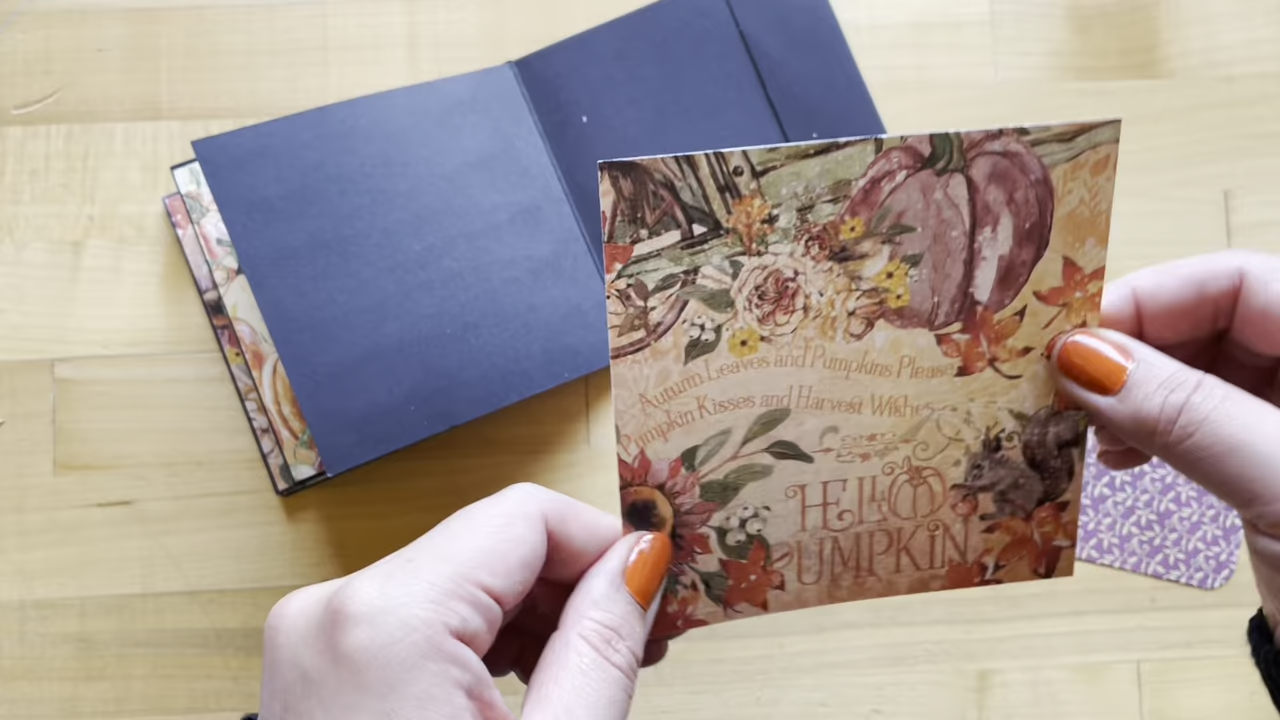 Autumn Leaves and Pumpkins Please
Pumpkin Kisses and Harvest Wishes
HELLO
PUMPKIN